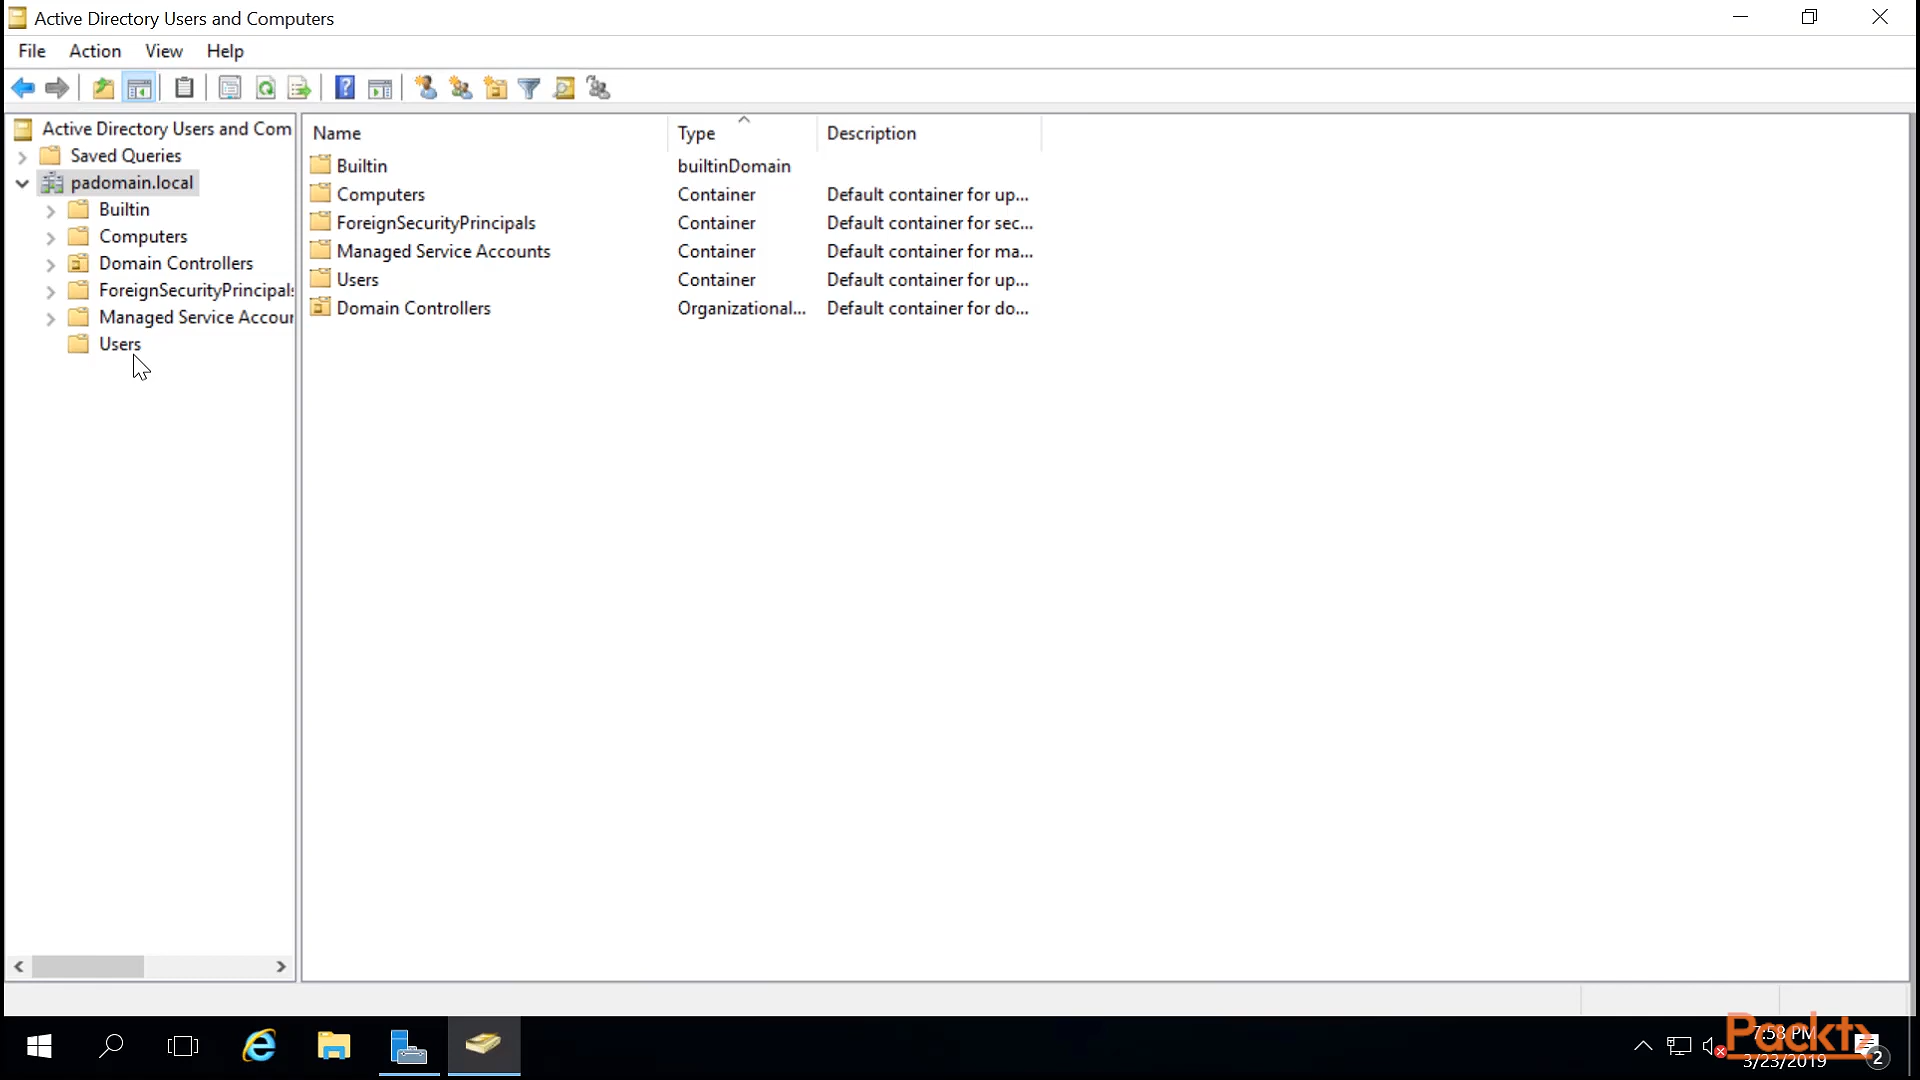 Active Directory Users and Computers
File Action View Help
Active Directory Users and Com
Saved Queries
padomain.local
Builtin
Computers
Domain Controllers
ForeignSecurityPrincipals
Managed Service Accour
Users
Name Type Description
Builtin builtinDomain
Computers Container Default container for up...
ForeignSecurityPrincipals Container Default container for sec...
Managed Service Accounts Container Default container for ma...
Users Container Default container for up...
Domain Controllers Organizational... Default container for do...
Packt>
7:58 PM
3/23/2019
2